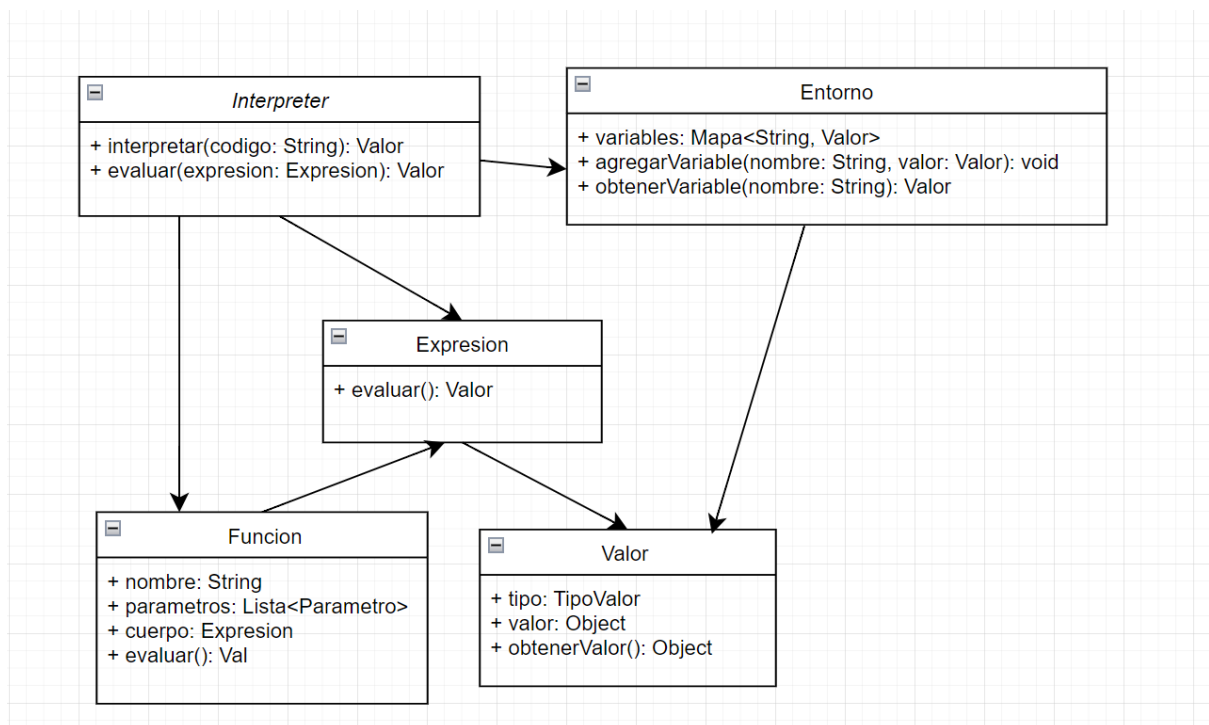 Interpreter
+ interpretar(codigo: String): Valor
+ evaluar(expresion: Expresion): Valor
Entorno
+ variables: Mapa<String, Valor>
+ agregarVariable(nombre: String, valor: Valor): void
+ obtenerVariable(nombre: String): Valor
Expresion
+ evaluar(): Valor
Funcion
+ nombre: String
+ parametros: Lista<Parametro>
+ cuerpo: Expresion
+ evaluar(): Val
Valor
+ tipo: TipoValor
+ valor: Object
+ obtenerValor(): Object